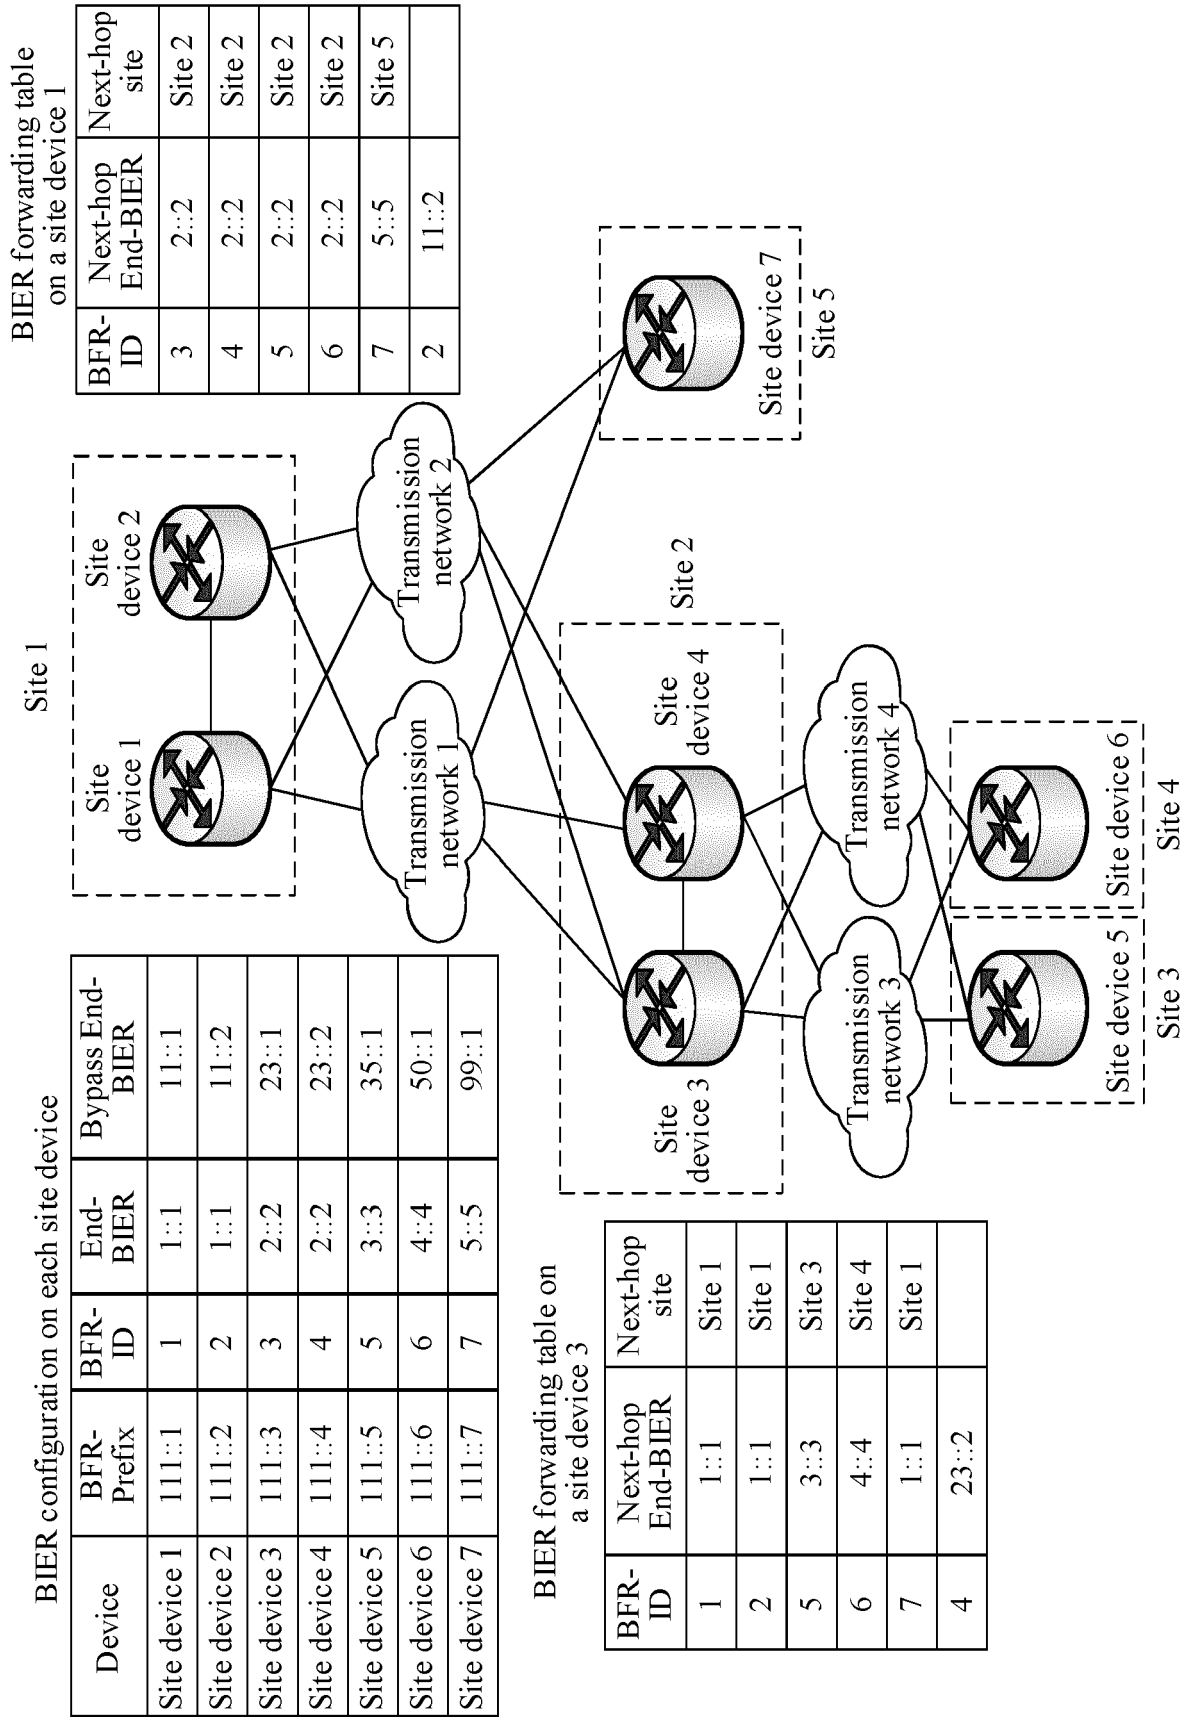 BIER configuration on each site device
Device BFR-Prefix BFR-ID End-BIER Bypass End-BIER
Site device 1 111::1 1 1::1 11::1
Site device 2 111::2 2 1::1 11::2
Site device 3 111::3 3 2::2 23::1
Site device 4 111::4 4 2::2 23::2
Site device 5 111::5 5 3::3 35::1
Site device 6 111::6 6 4::4 50::1
Site device 7 111::7 7 5::5 99::1
Site 1
Site device 1
Site device 2
BIER forwarding table
on a site device 1
BFR-ID Next-hop End-BIER Next-hop site
3 2::2 Site 2
4 2::2 Site 2
5 2::2 Site 2
6 2::2 Site 2
7 5::5 Site 5
2 11::2
Transmission network 1
Transmission network 2
BIER forwarding table on
a site device 3
BFR-ID Next-hop End-BIER Next-hop site
1 1::1 Site 1
2 1::1 Site 1
5 3::3 Site 3
6 4::4 Site 4
7 1::1 Site 1
4 23::2
Site device 3
Site device 4
Site 2
Site device 7
Site 5
Transmission network 3
Transmission network 4
Site device 5
Site device 6
Site 3
Site 4